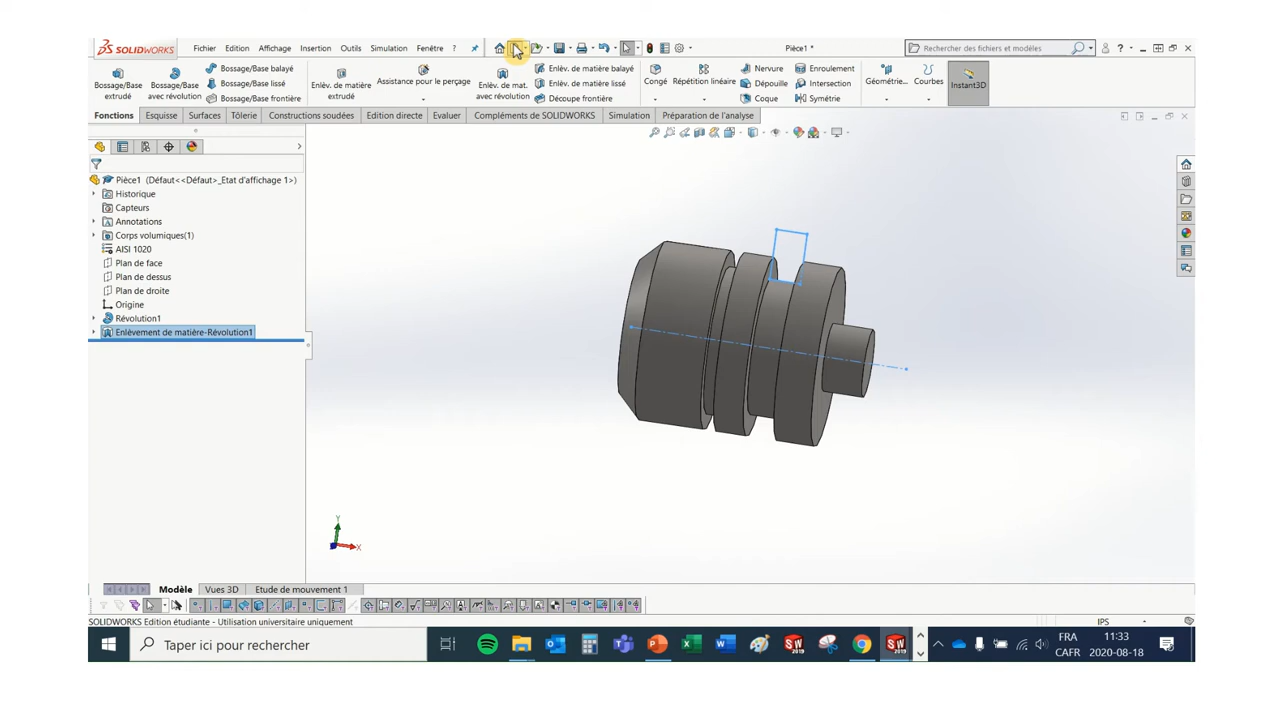 SOLIDWORKS Fichier Edition Affichage Insertion Outils Simulation Fenêtre ? Pièce1 * Rechercher des fichiers et modèles ?
Bossage/Base extrudé
Bossage/Base avec révolution
Bossage/Base balayé
Bossage/Base lissé
Bossage/Base frontière
Enlèv. de matière extrudé
Assistance pour le perçage
Enlèv. de mat. avec révolution
Enlèv. de matière balayé
Enlèv. de matière lissé
Découpe frontière
Congé
Répétition linéaire
Nervure
Dépouille
Coque
Enroulement
Intersection
Symétrie
Géométrie...
Courbes
Instant3D
Fonctions Esquisse Surfaces Tôlerie Constructions soudées Edition directe Evaluer Compléments de SOLIDWORKS Simulation Préparation de l'analyse
Pièce1 (Défaut<<Défaut>_Etat d'affichage 1>)
Historique
Capteurs
Annotations
Corps volumiques(1)
AISI 1020
Plan de face
Plan de dessus
Plan de droite
Origine
Révolution1
Enlèvement de matière-Révolution1
Y
X
Modèle Vues 3D Etude de mouvement 1
SOLIDWORKS Edition étudiante - Utilisation universitaire uniquement IPS
Taper ici pour rechercher
FRA
CAFR
11:33
2020-08-18